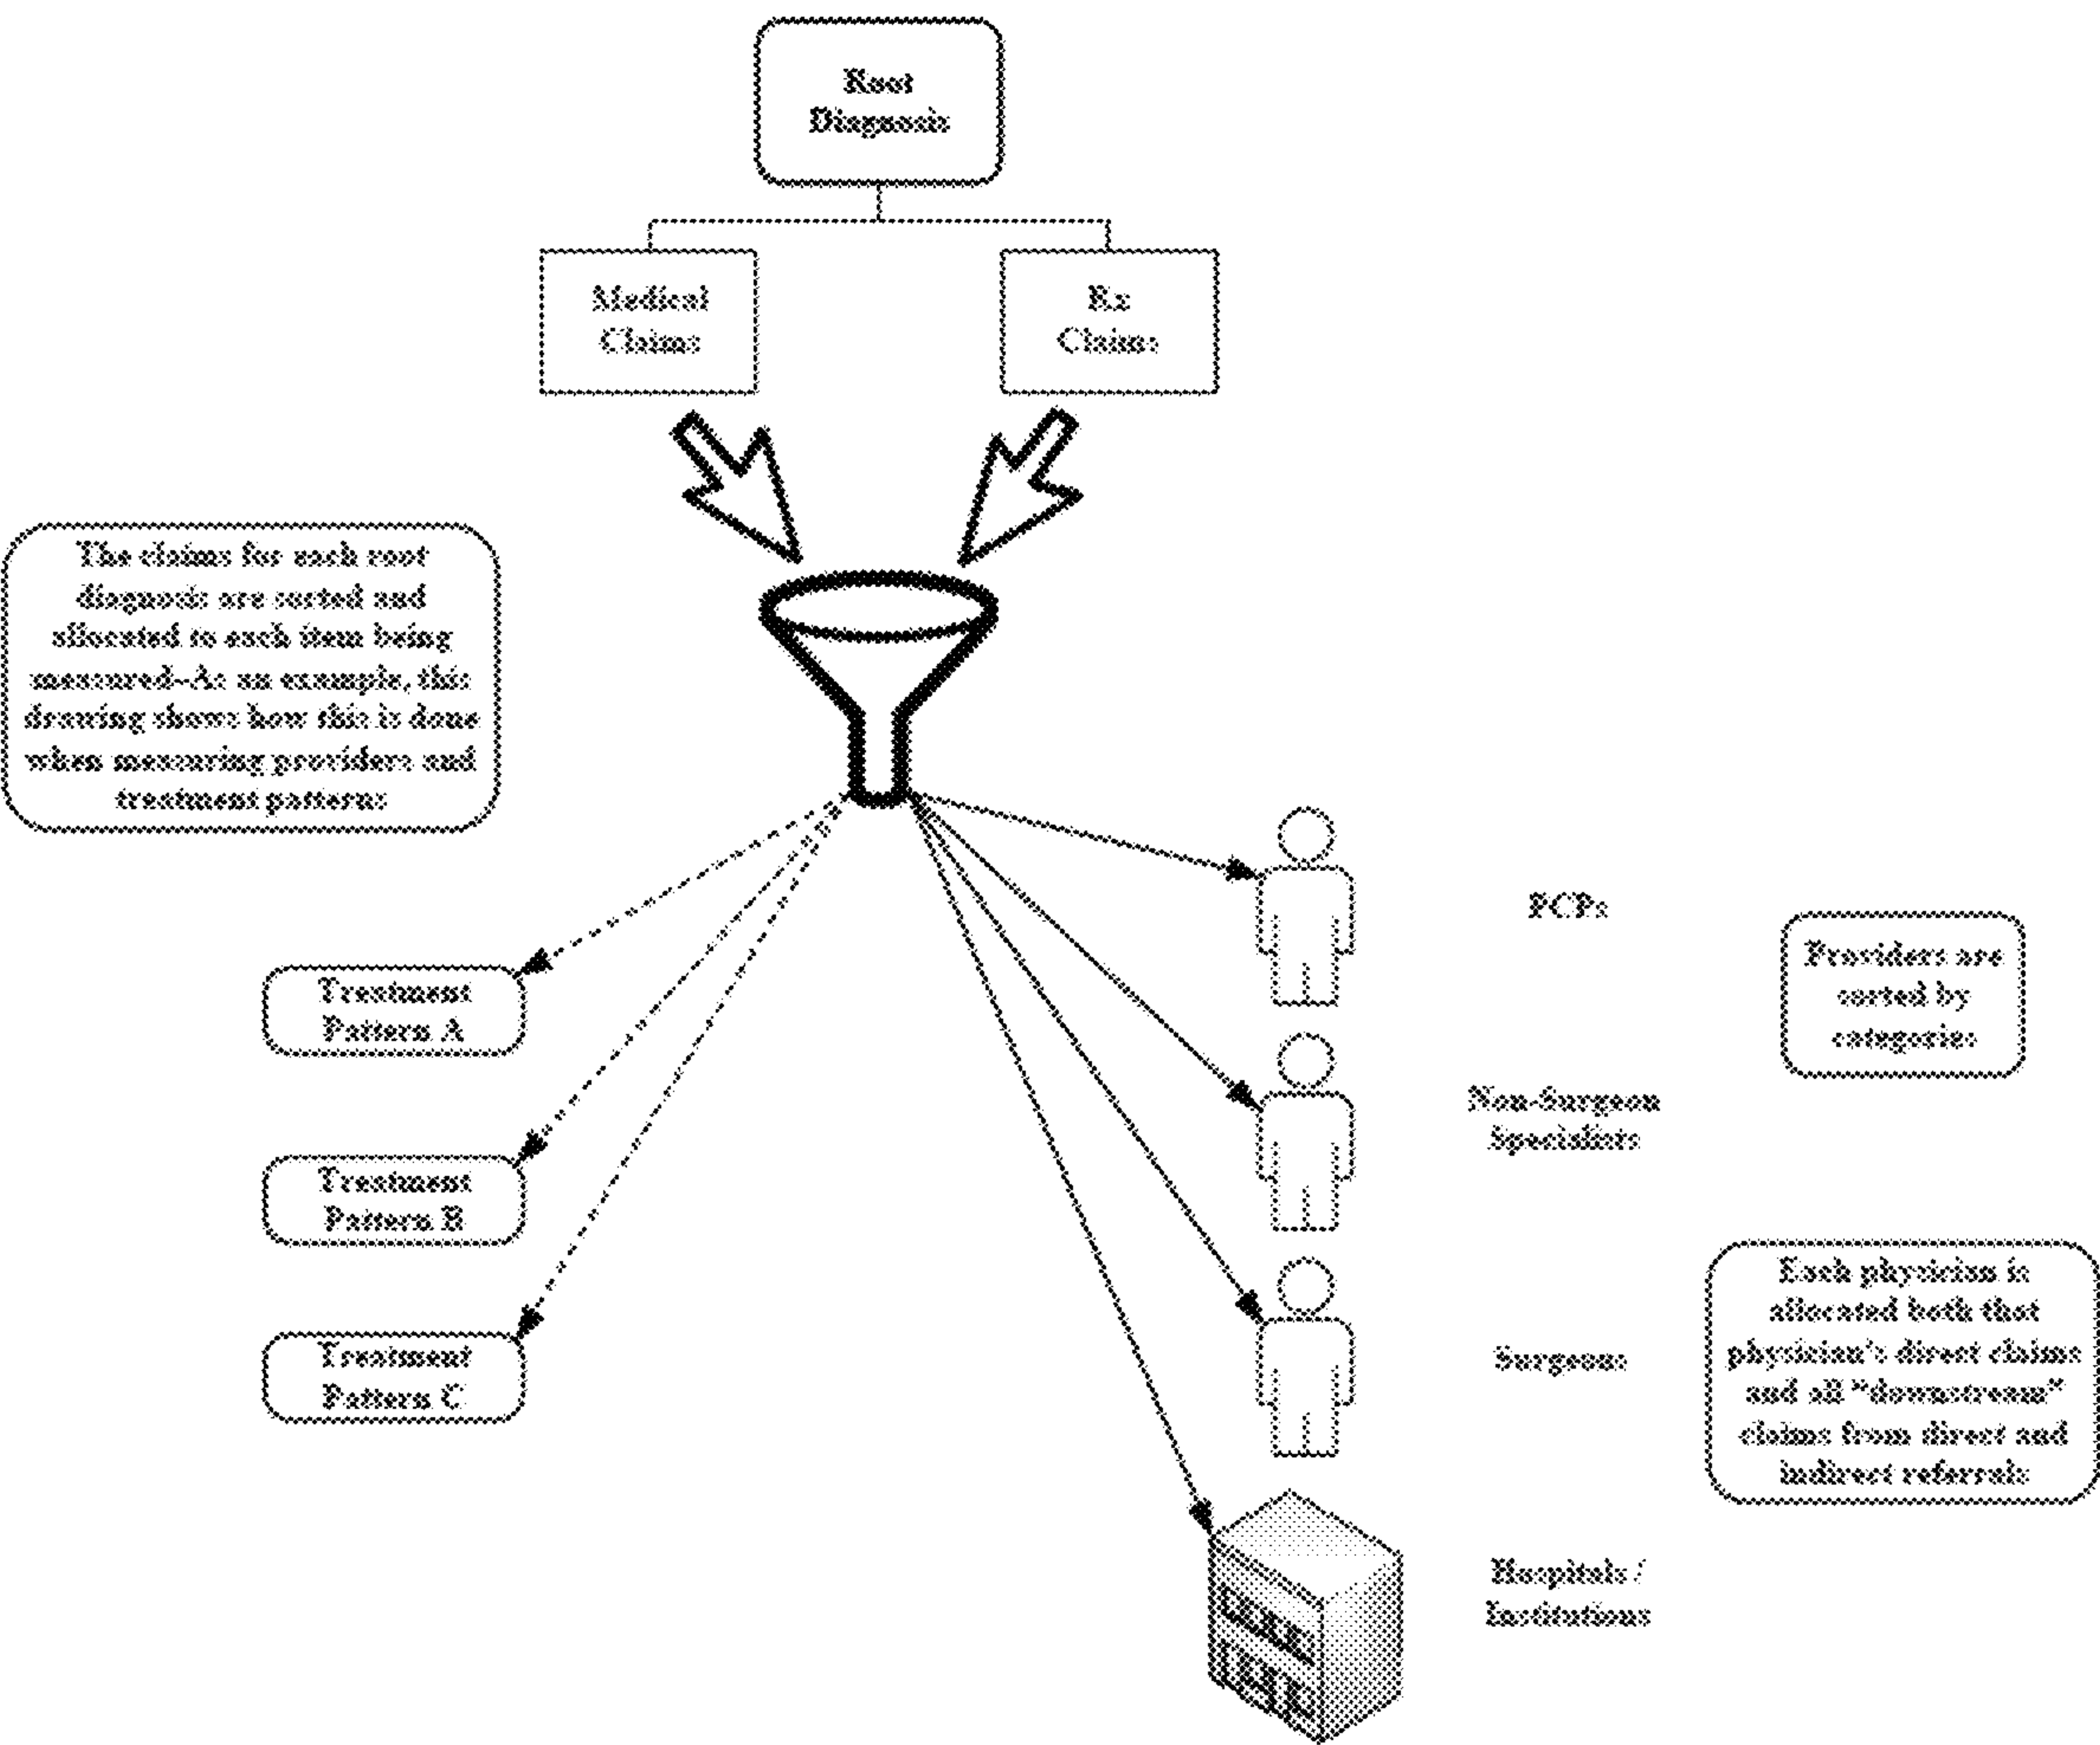 Root
Diagnosis
Medical
Claims
Rx
Claims
The claims for each root
diagnosis are sorted and
allocated to each item being
measured--As an example, this
drawing shows how this is done
when measuring providers and
treatment patterns
PCPs
Providers are
sorted by
categories
Treatment
Pattern A
Non-Surgeon
Specialists
Treatment
Pattern B
Each physician is
allocated both that
physician's direct claims
and all "downstream"
claims from direct and
indirect referrals
Surgeons
Treatment
Pattern C
Hospitals /
Institutions